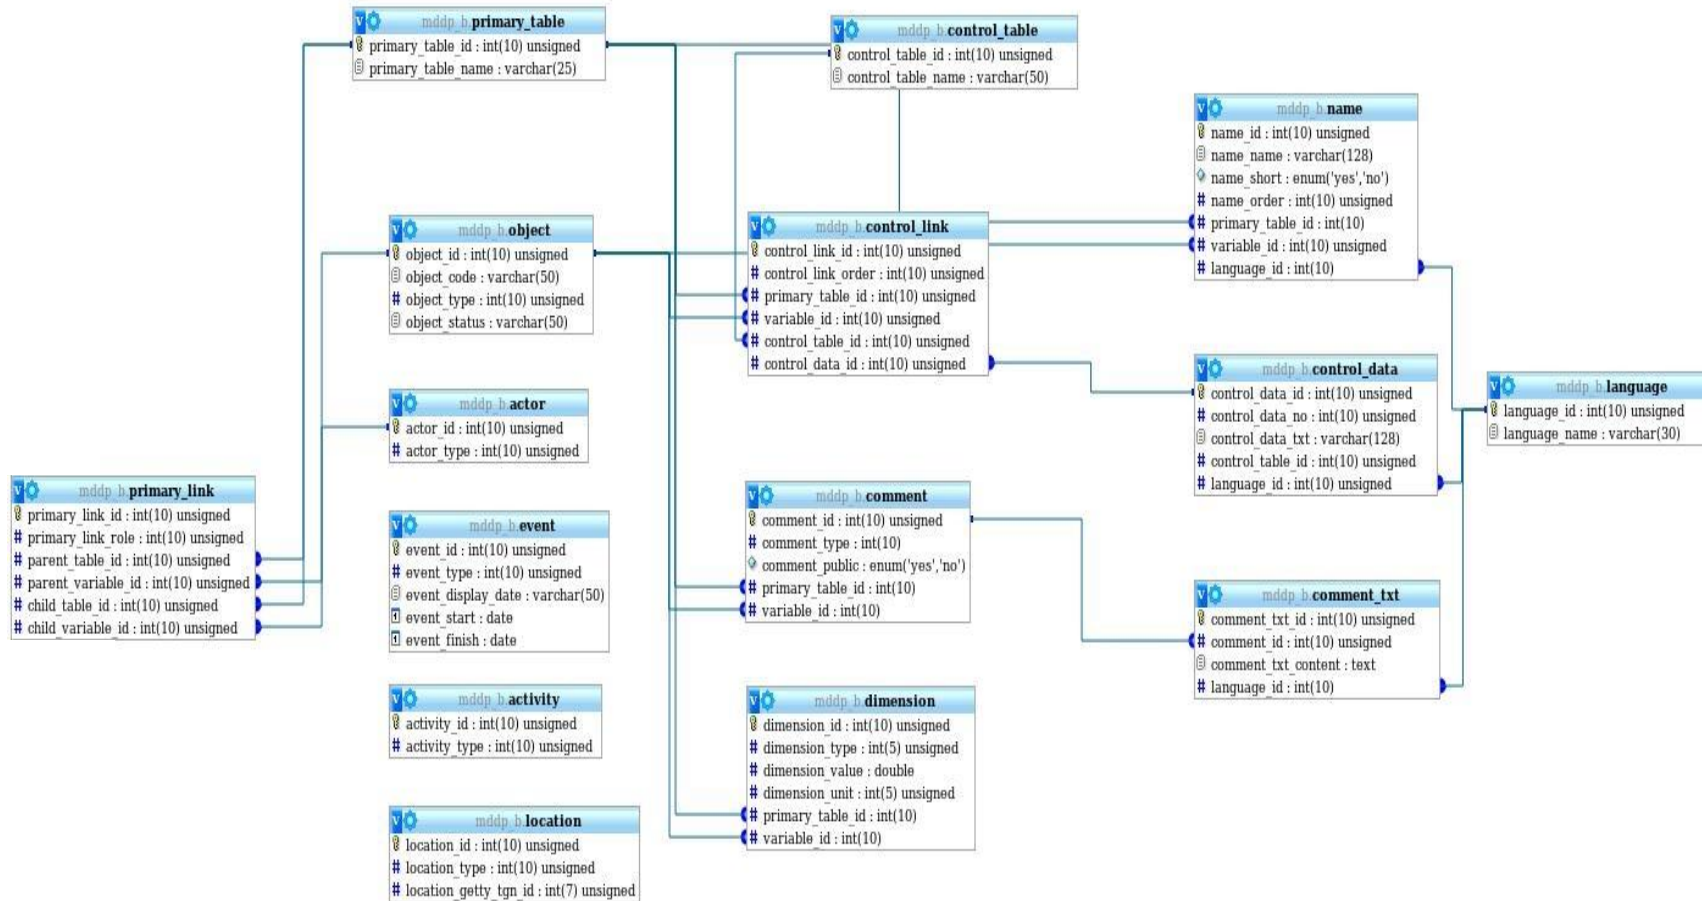 mddp_b.primary_table
primary_table_id : int(10) unsigned
primary_table_name : varchar(25)
mddp_b.control_table
control_table_id : int(10) unsigned
control_table_name : varchar(50)
mddp_b.name
name_id : int(10) unsigned
name_name : varchar(128)
name_short : enum('yes','no')
# name_order : int(10) unsigned
# primary_table_id : int(10)
# variable_id : int(10) unsigned
# language_id : int(10)
mddp_b.object
object_id : int(10) unsigned
object_code : varchar(50)
# object_type : int(10) unsigned
object_status : varchar(50)
mddp_b.control_link
control_link_id : int(10) unsigned
# control_link_order : int(10) unsigned
# primary_table_id : int(10) unsigned
# variable_id : int(10) unsigned
# control_table_id : int(10) unsigned
# control_data_id : int(10) unsigned
mddp_b.control_data
control_data_id : int(10) unsigned
# control_data_no : int(10) unsigned
control_data_txt : varchar(128)
# control_table_id : int(10) unsigned
# language_id : int(10) unsigned
mddp_b.language
language_id : int(10) unsigned
language_name : varchar(30)
mddp_b.actor
actor_id : int(10) unsigned
# actor_type : int(10) unsigned
mddp_b.primary_link
primary_link_id : int(10) unsigned
# primary_link_role : int(10) unsigned
# parent_table_id : int(10) unsigned
# parent_variable_id : int(10) unsigned
# child_table_id : int(10) unsigned
# child_variable_id : int(10) unsigned
mddp_b.event
event_id : int(10) unsigned
# event_type : int(10) unsigned
event_display_date : varchar(50)
event_start : date
event_finish : date
mddp_b.comment
comment_id : int(10) unsigned
# comment_type : int(10)
comment_public : enum('yes','no')
# primary_table_id : int(10)
# variable_id : int(10)
mddp_b.comment_txt
comment_txt_id : int(10) unsigned
# comment_id : int(10) unsigned
comment_txt_content : text
# language_id : int(10)
mddp_b.activity
activity_id : int(10) unsigned
# activity_type : int(10) unsigned
mddp_b.dimension
dimension_id : int(10) unsigned
# dimension_type : int(5) unsigned
# dimension_value : double
# dimension_unit : int(5) unsigned
# primary_table_id : int(10)
# variable_id : int(10)
mddp_b.location
location_id : int(10) unsigned
# location_type : int(10) unsigned
# location_getty_tgn_id : int(7) unsigned